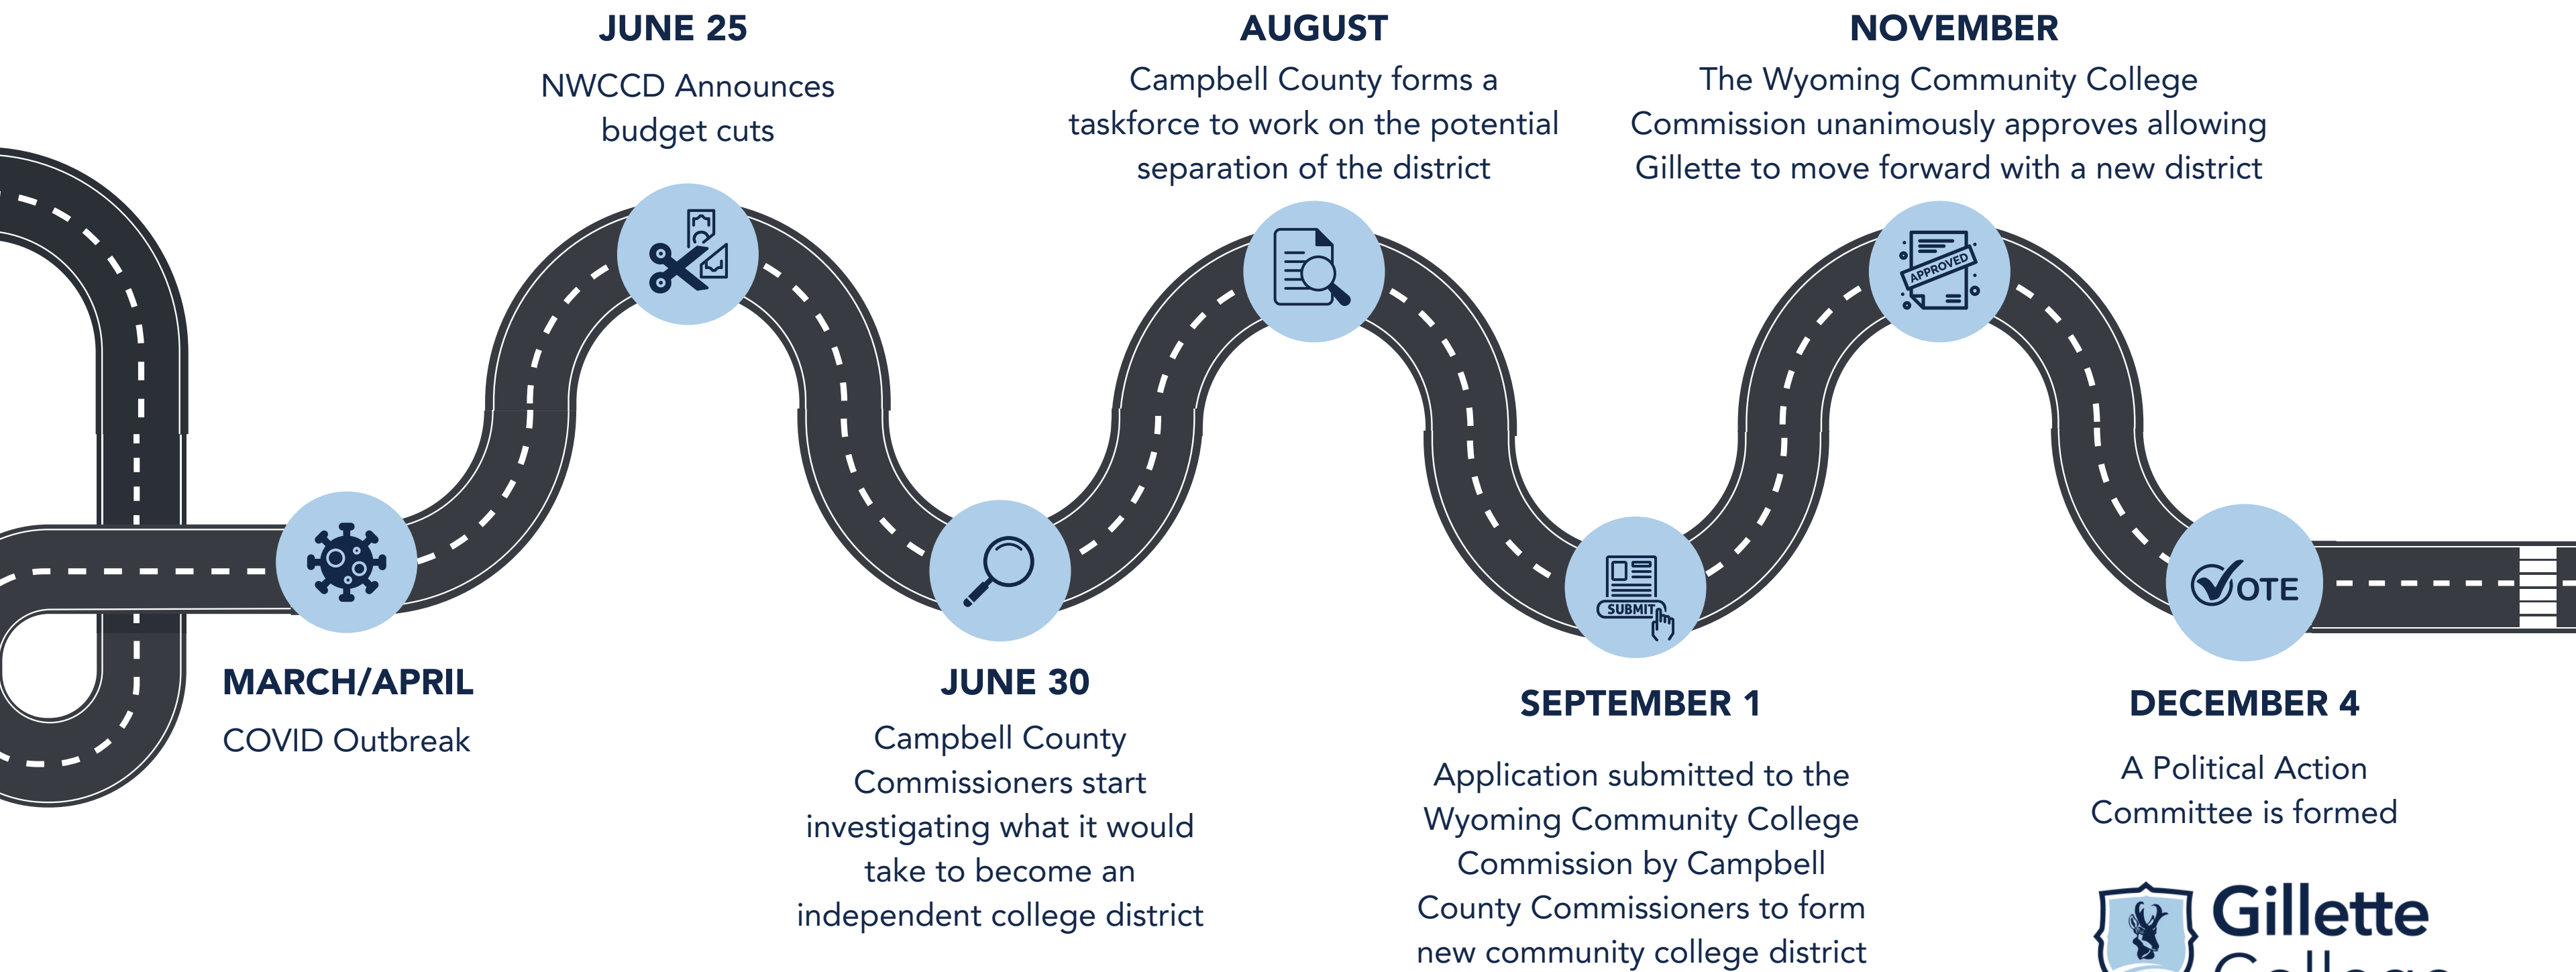 MARCH/APRIL
COVID Outbreak
JUNE 25
NWCCD Announces
budget cuts
JUNE 30
Campbell County
Commissioners start
investigating what it would
take to become an
independent college district
AUGUST
Campbell County forms a
taskforce to work on the potential
separation of the district
SEPTEMBER 1
Application submitted to the
Wyoming Community College
Commission by Campbell
County Commissioners to form
new community college district
SUBMIT
NOVEMBER
The Wyoming Community College
Commission unanimously approves allowing
Gillette to move forward with a new district
APPROVED
DECEMBER 4
A Political Action
Committee is formed
VOTE
Gillette
College